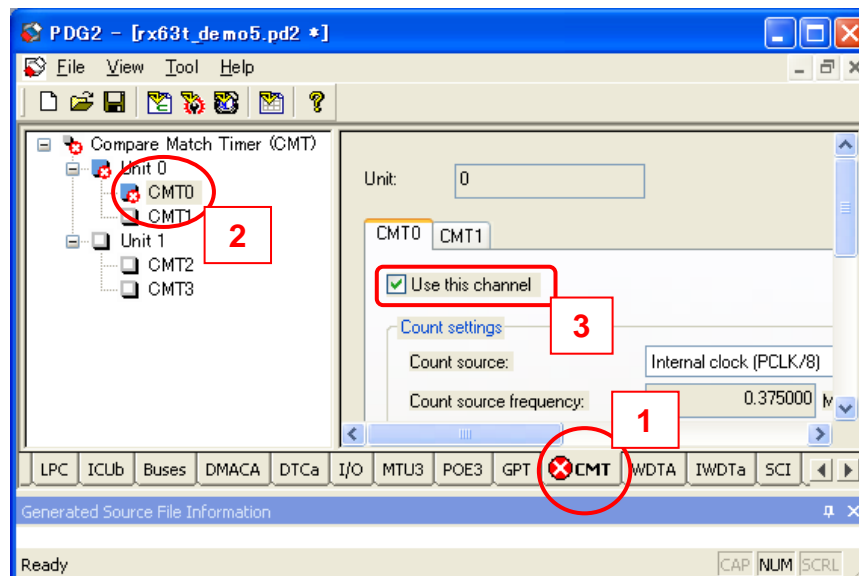 PDG2 - [rx63t_demo5.pd2 *]
File View Tool Help
Compare Match Timer (CMT)
Unit 0
CMT0
CMT1
Unit 1
CMT2
CMT3
2
Unit: 0
CMT0 CMT1
Use this channel
3
Count settings
Count source: Internal clock (PCLK/8)
Count source frequency: 0.375000 M
1
LPC ICUb Buses DMACA DTCa I/O MTU3 POE3 GPT CMT WDTA IWDTa SCI
Generated Source File Information
Ready CAP NUM SCRL